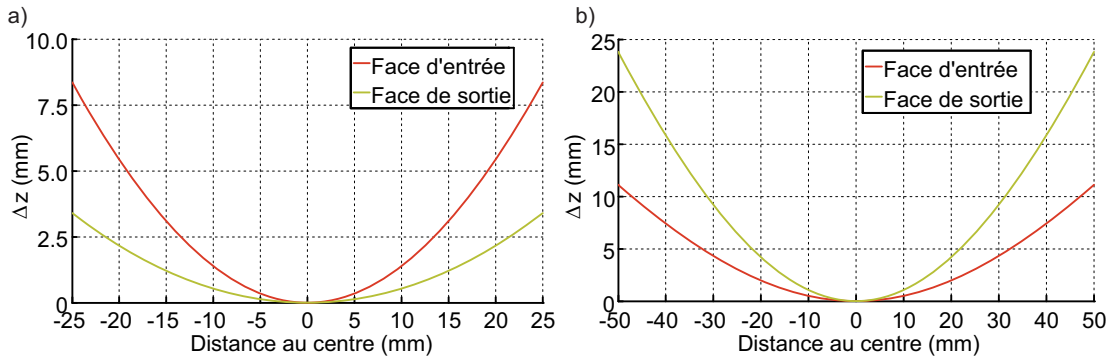 a)
10.0
7.5
5.0
2.5
0
Δz (mm)
-25 -20 -15 -10 -5 0 5 10 15 20 25
Distance au centre (mm)
Face d'entrée
Face de sortie
b)
25
20
15
10
5
0
Δz (mm)
-50 -40 -30 -20 -10 0 10 20 30 40 50
Distance au centre (mm)
Face d'entrée
Face de sortie